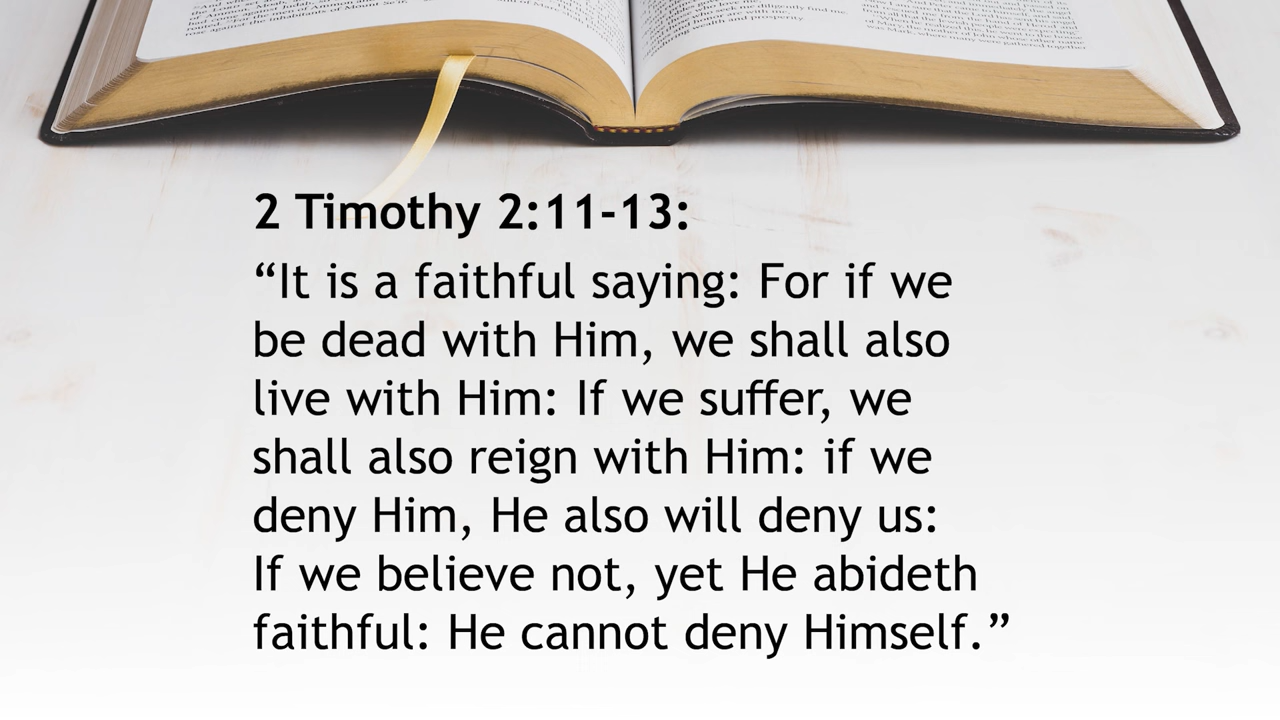 2 Timothy 2:11-13:
“It is a faithful saying: For if we
be dead with Him, we shall also
live with Him: If we suffer, we
shall also reign with Him: if we
deny Him, He also will deny us:
If we believe not, yet He abideth
faithful: He cannot deny Himself.”